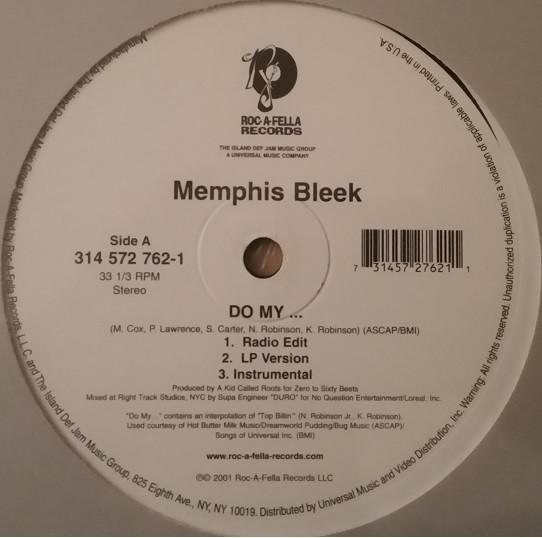 ROC-A-FELLA
RECORDS
THE ISLAND DEF JAM MUSIC GROUP
A UNIVERSAL MUSIC COMPANY
Memphis Bleek
Side A
314 572 762-1
33 1/3 RPM
Stereo
7 31457 27621 1
DO MY ...
(M. Cox, P. Lawrence, S. Carter, N. Robinson, K. Robinson) (ASCAP/BMI)
1. Radio Edit
2. LP Version
3. Instrumental
Produced by A Kid Called Roots for Zero to Sixty Beets
Mixed at Right Track Studios, NYC by Supa Engineer "DURO" for No Question Entertainment/Loreal, Inc.
"Do My..." contains an interpolation of "Top Billin'" (N. Robinson Jr., K. Robinson).
Used courtesy of Hot Butter Milk Music/Dreamworld Pudding/Bug Music (ASCAP)/
Songs of Universal Inc. (BMI)
www.roc-a-fella-records.com
℗© 2001 Roc-A-Fella Records LLC
Roc-A-Fella Records, L.L.C. and The Island Def Jam Music Group, 825 Eighth Ave., NY, NY 10019. Distributed by Universal Music and Video Distribution, Inc. Warning: All rights reserved. Unauthorized duplication is a violation of applicable laws. Printed in the U.S.A.